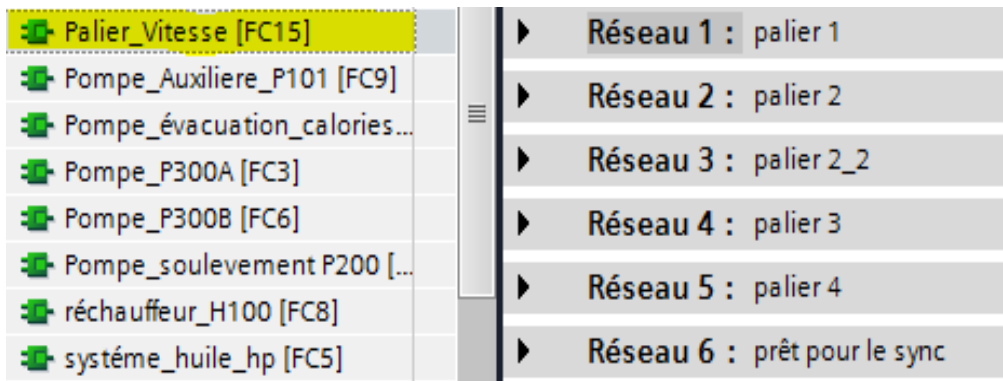 Palier_Vitesse [FC15]
Pompe_Auxiliere_P101 [FC9]
Pompe_évacuation_calories...
Pompe_P300A [FC3]
Pompe_P300B [FC6]
Pompe_soulevement P200 [...
réchauffeur_H100 [FC8]
systéme_huile_hp [FC5]
Réseau 1 : palier 1
Réseau 2 : palier 2
Réseau 3 : palier 2_2
Réseau 4 : palier 3
Réseau 5 : palier 4
Réseau 6 : prêt pour le sync